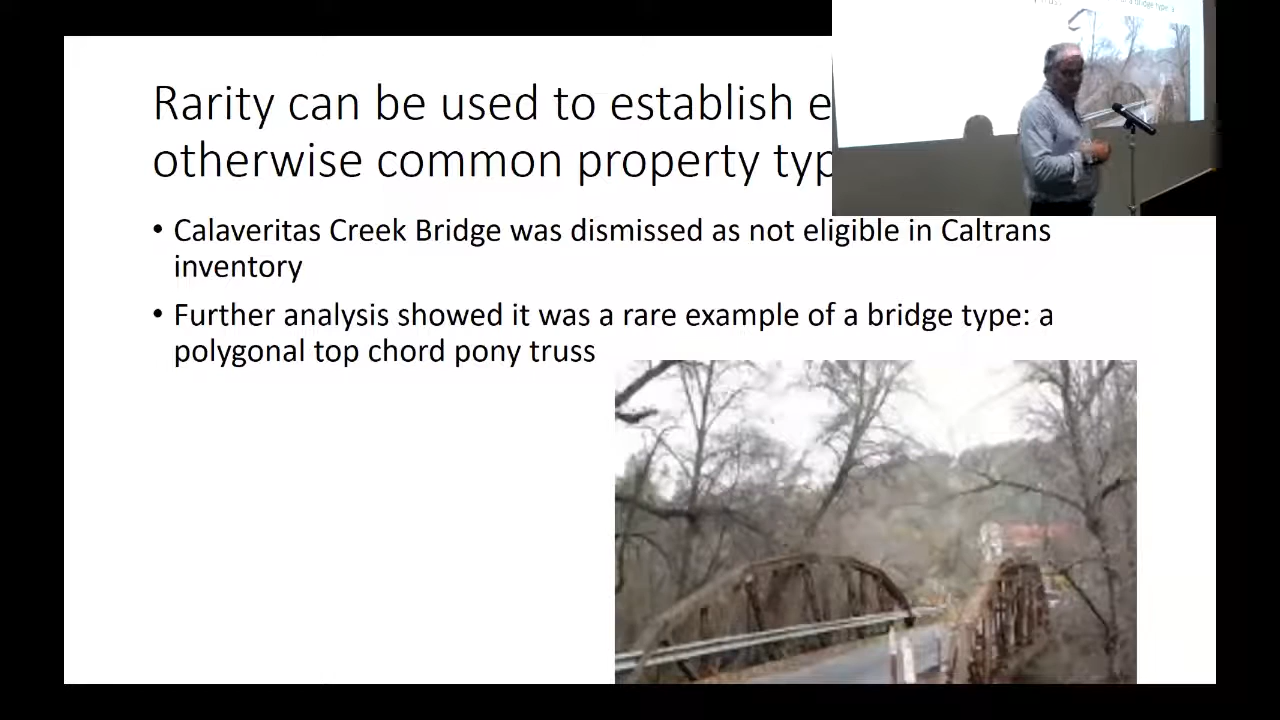 Rarity can be used to establish e
otherwise common property typ
• Calaveritas Creek Bridge was dismissed as not eligible in Caltrans
inventory
• Further analysis showed it was a rare example of a bridge type: a
polygonal top chord pony truss